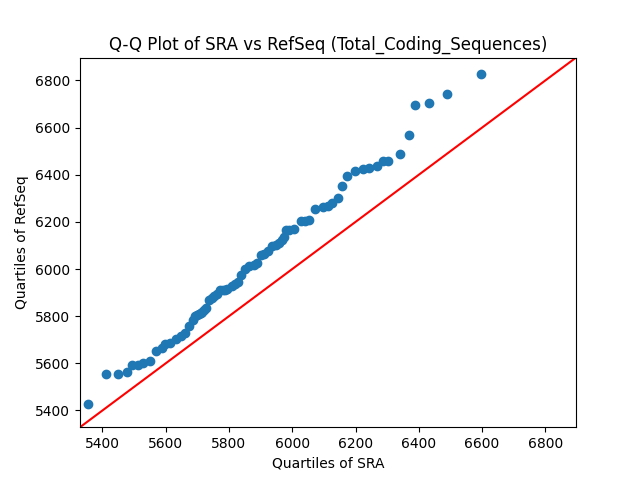 Q-Q Plot of SRA vs RefSeq (Total_Coding_Sequences)
6800
6600
6400
6200
6000
5800
5600
5400
Quartiles of RefSeq
5400 5600 5800 6000 6200 6400 6600 6800
Quartiles of SRA